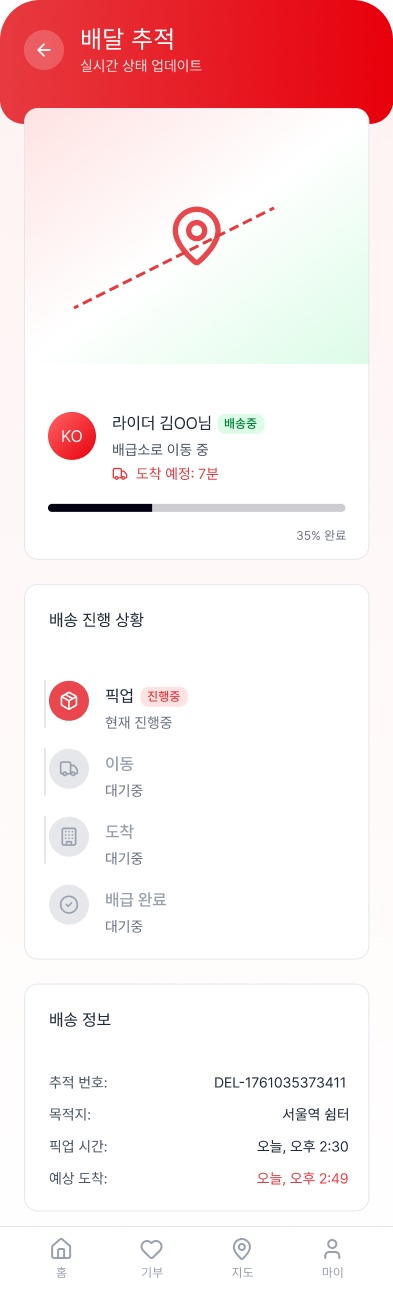 배달 추적
실시간 상태 업데이트
KO
라이더 김OO님 배송중
배급소로 이동 중
도착 예정: 7분
35% 완료
배송 진행 상황
픽업 진행중
현재 진행중
이동
대기중
도착
대기중
배급 완료
대기중
배송 정보
추적 번호: DEL-1761035373411
목적지: 서울역 쉼터
픽업 시간: 오늘, 오후 2:30
예상 도착: 오늘, 오후 2:49
홈 기부 지도 마이